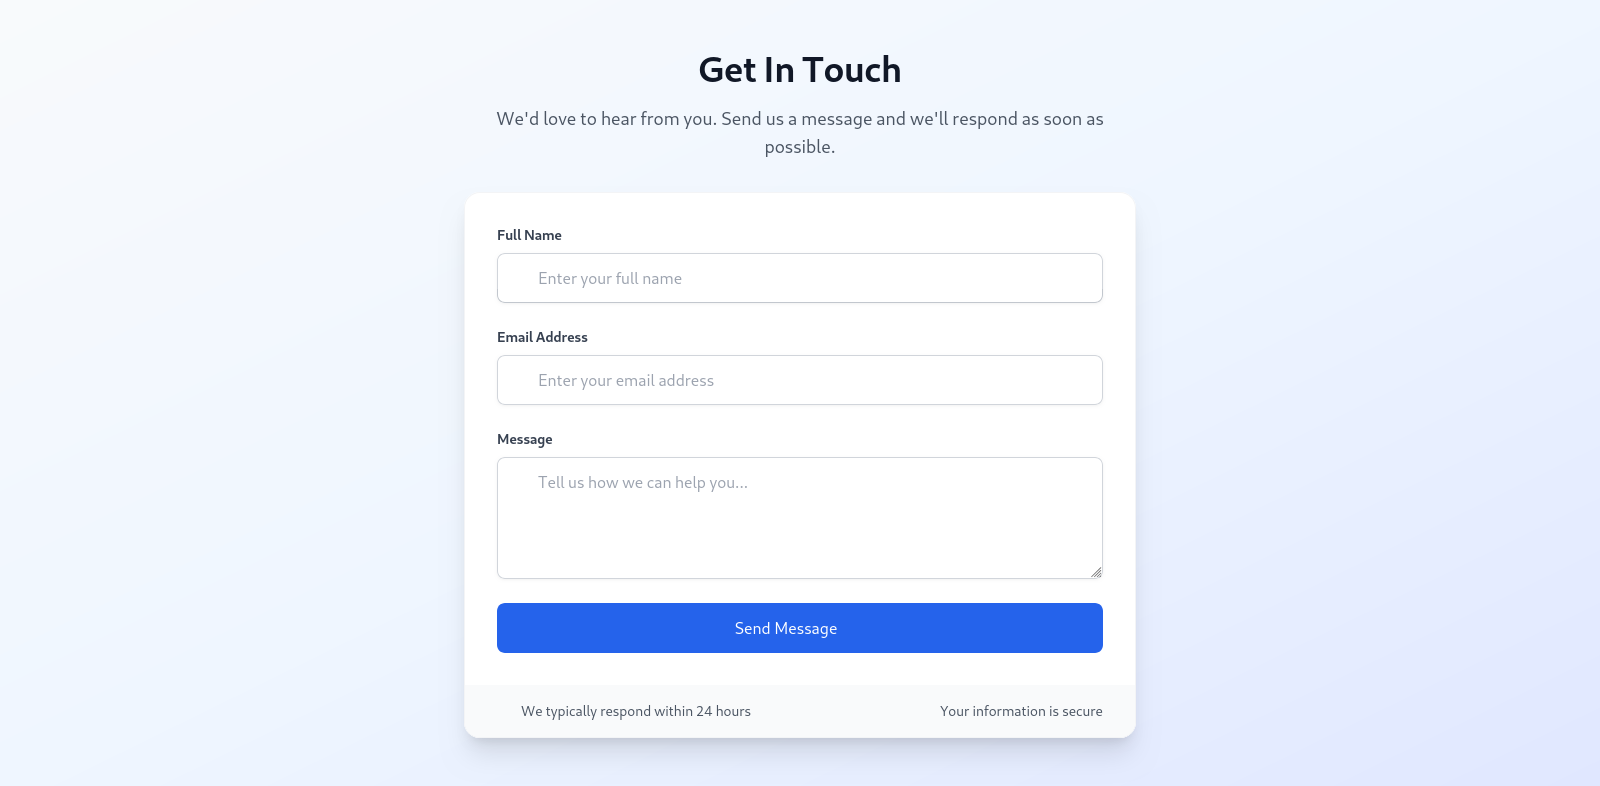 Get In Touch
We'd love to hear from you. Send us a message and we'll respond as soon as
possible.
Full Name
Enter your full name
Email Address
Enter your email address
Message
Tell us how we can help you...
Send Message
We typically respond within 24 hours
Your information is secure